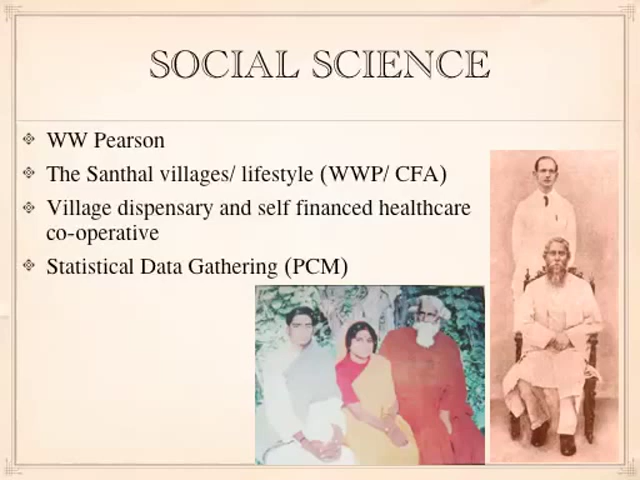 SOCIAL SCIENCE
WW Pearson
The Santhal villages/ lifestyle (WWP/ CFA)
Village dispensary and self financed healthcare
co-operative
Statistical Data Gathering (PCM)